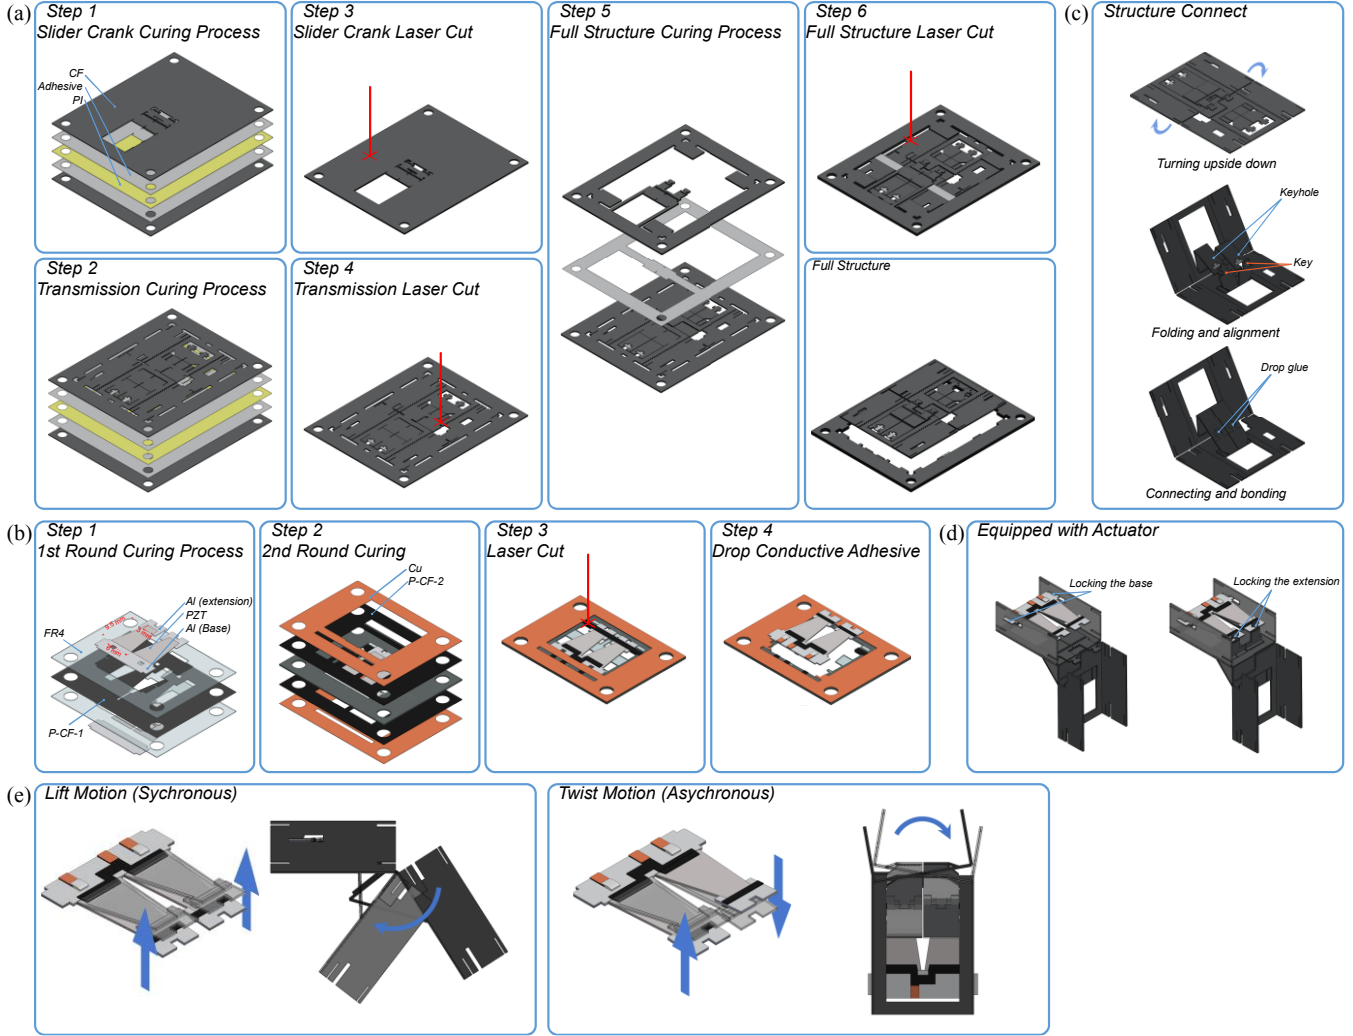 (a)
Step 1
Slider Crank Curing Process
CF
Adhesive
PI
Step 3
Slider Crank Laser Cut
Step 5
Full Structure Curing Process
Step 6
Full Structure Laser Cut
(c)
Structure Connect
Turning upside down
Keyhole
Key
Folding and alignment
Drop glue
Connecting and bonding
Step 2
Transmission Curing Process
Step 4
Transmission Laser Cut
Full Structure
(b)
Step 1
1st Round Curing Process
Al (extension)
PZT
Al (Base)
FR4
9.5 mm
P-CF-1
Step 2
2nd Round Curing
Cu
P-CF-2
Step 3
Laser Cut
Step 4
Drop Conductive Adhesive
(d)
Equipped with Actuator
Locking the base
Locking the extension
(e)
Lift Motion (Sychronous)
Twist Motion (Asychronous)